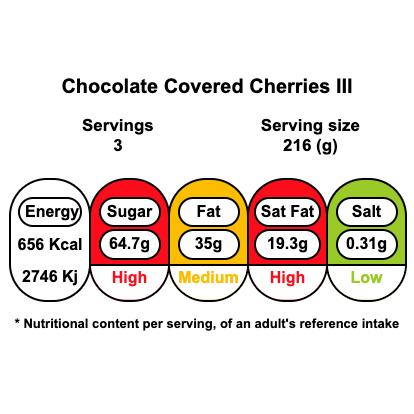 Chocolate Covered Cherries III
Servings
3
Serving size
216 (g)
Energy
656 Kcal
2746 Kj
Sugar
64.7g
High
Fat
35g
Medium
Sat Fat
19.3g
High
Salt
0.31g
Low
* Nutritional content per serving, of an adult's reference intake